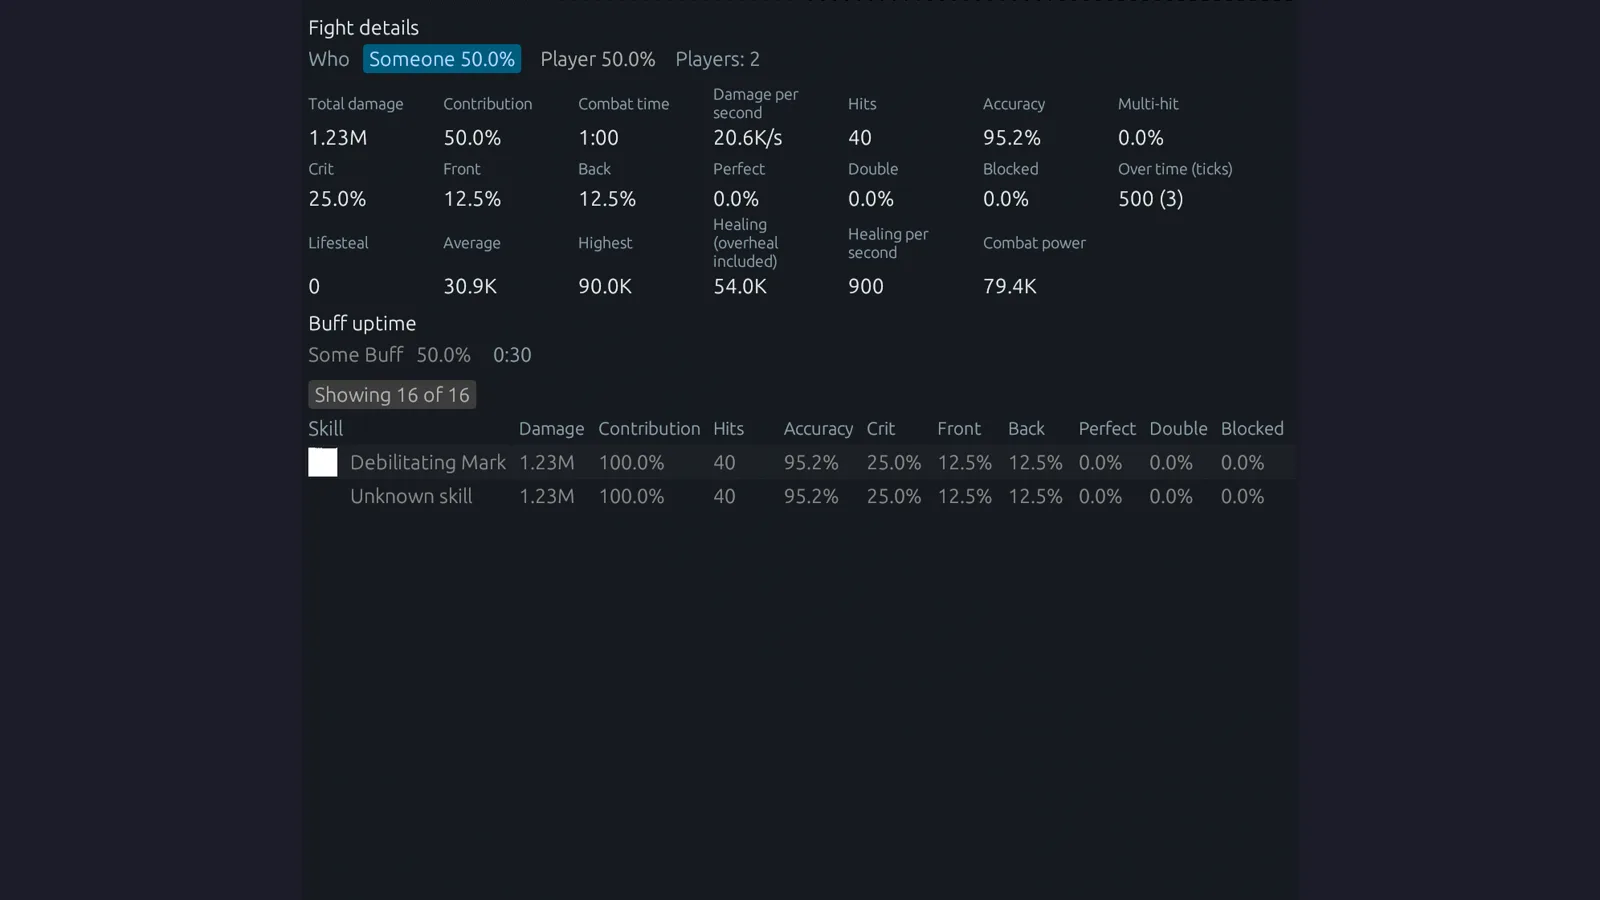 Fight details
Who Someone 50.0% Player 50.0% Players: 2
Total damage Contribution Combat time Damage per second Hits Accuracy Multi-hit
1.23M 50.0% 1:00 20.6K/s 40 95.2% 0.0%
Crit Front Back Perfect Double Blocked Over time (ticks)
25.0% 12.5% 12.5% 0.0% 0.0% 0.0% 500 (3)
Lifesteal Average Highest Healing (overheal included) Healing per second Combat power
0 30.9K 90.0K 54.0K 900 79.4K
Buff uptime
Some Buff 50.0% 0:30
Showing 16 of 16
Skill Damage Contribution Hits Accuracy Crit Front Back Perfect Double Blocked
Debilitating Mark 1.23M 100.0% 40 95.2% 25.0% 12.5% 12.5% 0.0% 0.0% 0.0%
Unknown skill 1.23M 100.0% 40 95.2% 25.0% 12.5% 12.5% 0.0% 0.0% 0.0%